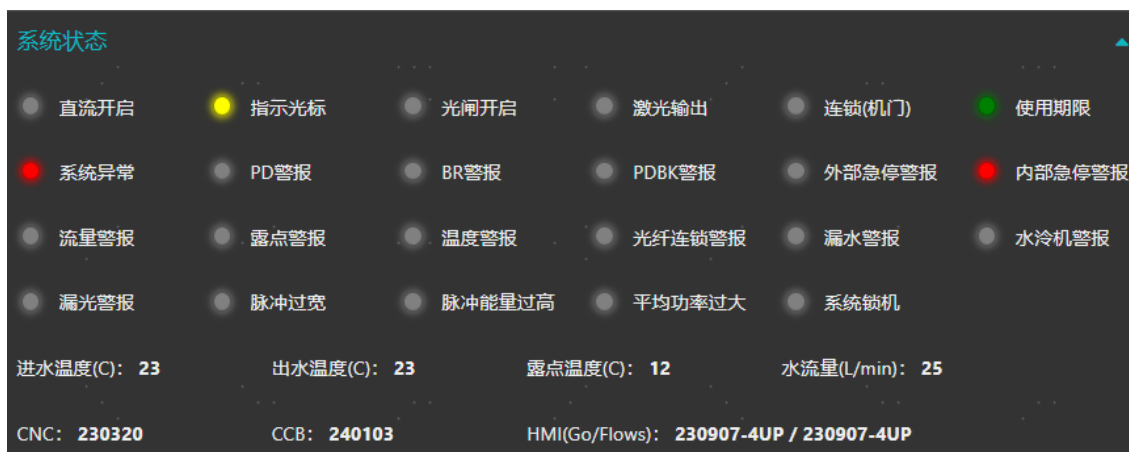 系统状态
直流开启 指示光标 光闸开启 激光输出 连锁(机门) 使用期限
系统异常 PD警报 BR警报 PDBK警报 外部急停警报 内部急停警报
流量警报 露点警报 温度警报 光纤连锁警报 漏水警报 水泠机警报
漏光警报 脉冲过宽 脉冲能量过高 平均功率过大 系统锁机
进水温度(C): 23 出水温度(C): 23 露点温度(C): 12 水流量(L/min): 25
CNC: 230320 CCB: 240103 HMI(Go/Flows): 230907-4UP / 230907-4UP